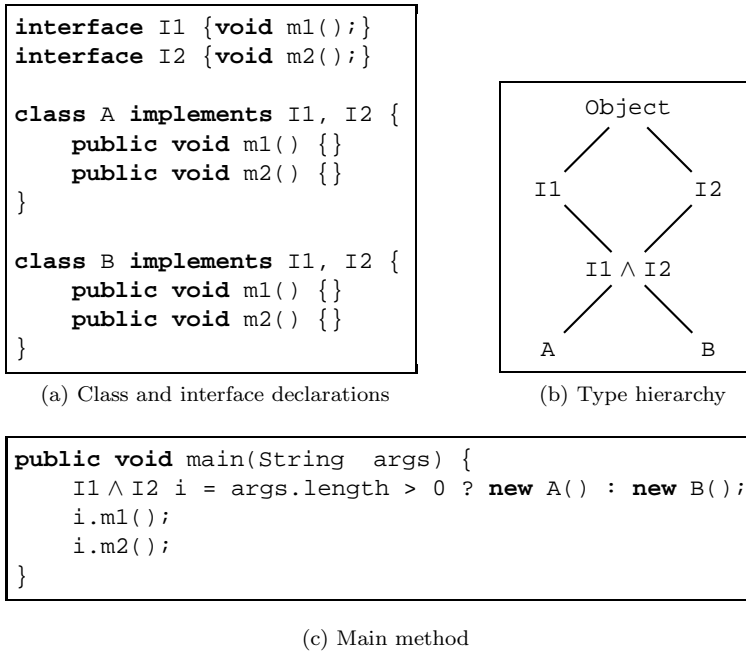 interface I1 {void m1();}
interface I2 {void m2();}
class A implements I1, I2 {
public void m1() {}
public void m2() {}
}
class B implements I1, I2 {
public void m1() {}
public void m2() {}
}
(a) Class and interface declarations
Object
I1 I2
I1 ∧ I2
A B
(b) Type hierarchy
public void main(String args) {
I1 ∧ I2 i = args.length > 0 ? new A() : new B();
i.m1();
i.m2();
}
(c) Main method